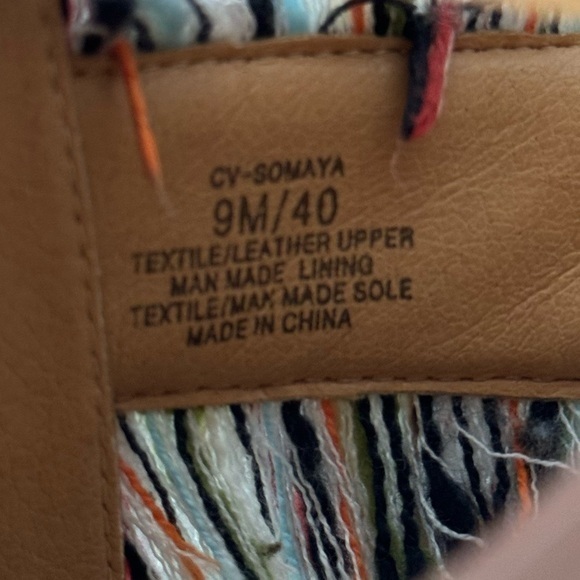 CV-SOMAYA
9M/40
TEXTILE/LEATHER UPPER
MAN MADE LINING
TEXTILE/MAN MADE SOLE
MADE IN CHINA